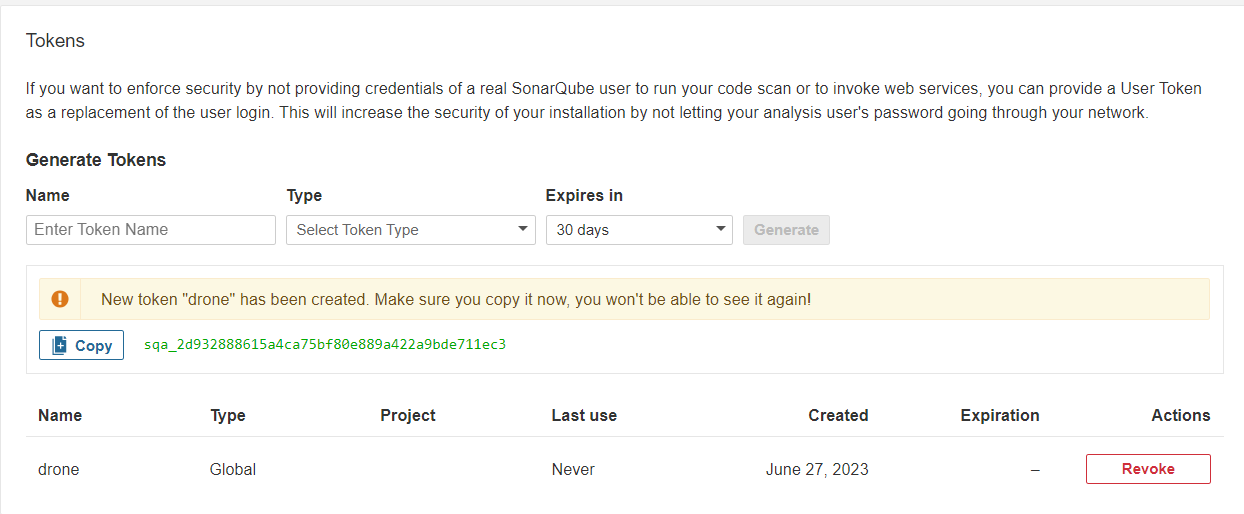 Tokens
If you want to enforce security by not providing credentials of a real SonarQube user to run your code scan or to invoke web services, you can provide a User Token
as a replacement of the user login. This will increase the security of your installation by not letting your analysis user's password going through your network.
Generate Tokens
Name Type Expires in
Enter Token Name Select Token Type 30 days Generate
New token "drone" has been created. Make sure you copy it now, you won't be able to see it again!
Copy sqa_2d932888615a4ca75bf80e889a422a9bde711ec3
Name Type Project Last use Created Expiration Actions
drone Global Never June 27, 2023 – Revoke